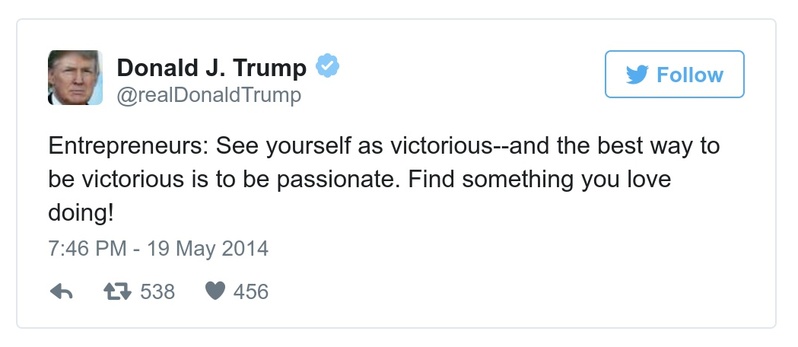 Donald J. Trump
@realDonaldTrump
Follow
Entrepreneurs: See yourself as victorious--and the best way to
be victorious is to be passionate. Find something you love
doing!
7:46 PM - 19 May 2014
538 456